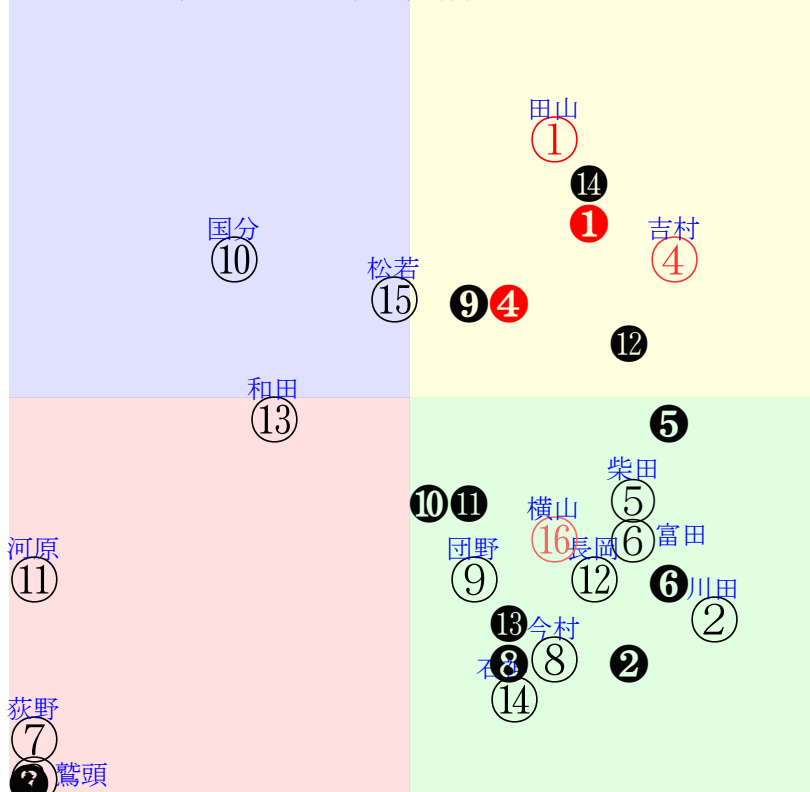 田山
①
⓮
❶
国分
⑩
吉村
④
松若
⑮
❾ ❹
⓬
和田
⑬
❺
柴田
⑤
❿ ⓫
横山
⑯
富田
⑥
河原
⑪
団野
⑨
長岡
⑫
❻
川田
②
⓭
今村
⑧
❽
❷
⑭
荻野
⑦
鷲頭